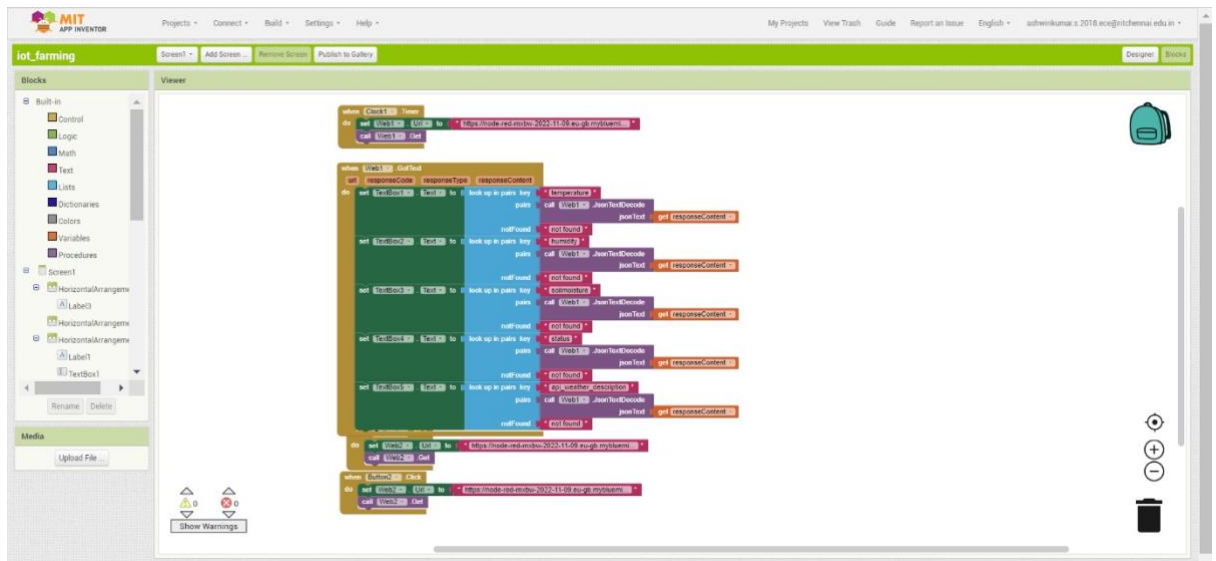 MIT
APP INVENTOR
Projects Connect Build Settings Help
My Projects View Trash Guide Report an Issue English ashwinkumar.s.2018.ece@ritchennai.edu.in
iot_farming
Screen1 Add Screen ... Remove Screen Publish to Gallery
Designer Blocks
Blocks
Viewer
Built-in
Control
Logic
Math
Text
Lists
Dictionaries
Colors
Variables
Procedures
Screen1
HorizontalArrangeme
Label3
HorizontalArrangeme
HorizontalArrangeme
Label1
TextBox1
Rename Delete
Media
Upload File ...
when Clock1 .Timer
do set Web1 . Url to
call Web1 .Get
when Web1 .GotText
url responseCode responseType responseContent
do set TextBox1 . Text to look up in pairs key " temperature "
pairs call Web1 .JsonTextDecode
jsonText get responseContent
notFound " not found "
set TextBox2 . Text to look up in pairs key " humidity "
pairs call Web1 .JsonTextDecode
jsonText get responseContent
notFound " not found "
set TextBox3 . Text to look up in pairs key " soilmoisture "
pairs call Web1 .JsonTextDecode
jsonText get responseContent
notFound " not found "
set TextBox4 . Text to look up in pairs key " status "
pairs call Web1 .JsonTextDecode
jsonText get responseContent
notFound " not found "
set TextBox5 . Text to look up in pairs key " api_weather_description "
pairs call Web1 .JsonTextDecode
jsonText get responseContent
notFound " not found "
do set Web2 . Url to
call Web2 .Get
when Button2 .Click
do set Web2 . Url to
call Web2 .Get
0 0
Show Warnings